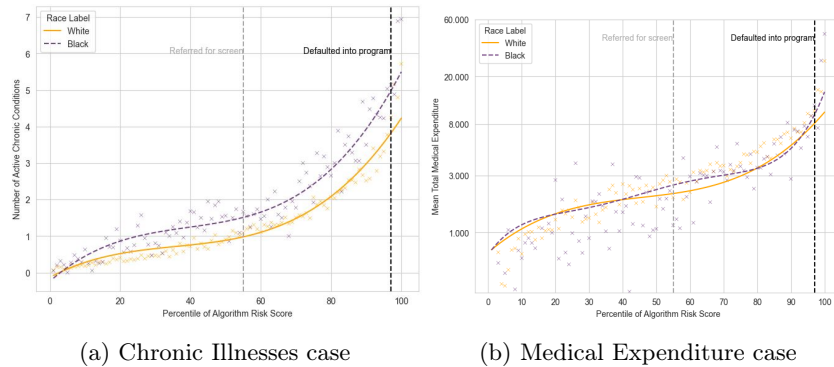 7
6
5
4
3
2
1
0
Number of Active Chronic Conditions
Race Label
White
Black
Referred for screen
Defaulted into program
0
20
40
60
80
100
Percentile of Algorithm Risk Score
(a) Chronic Illnesses case
60.000
20.000
8.000
3.000
1.000
Mean Total Medical Expenditure
Race Label
White
Black
Referred for screen
Defaulted into program
0
10
20
30
40
50
60
70
80
90
100
Percentile of Algorithm Risk Score
(b) Medical Expenditure case